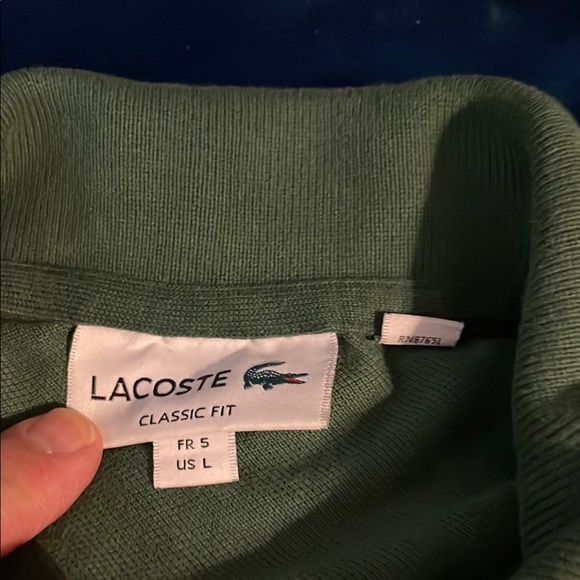 LACOSTE
CLASSIC FIT
FR 5
US L
RN87651